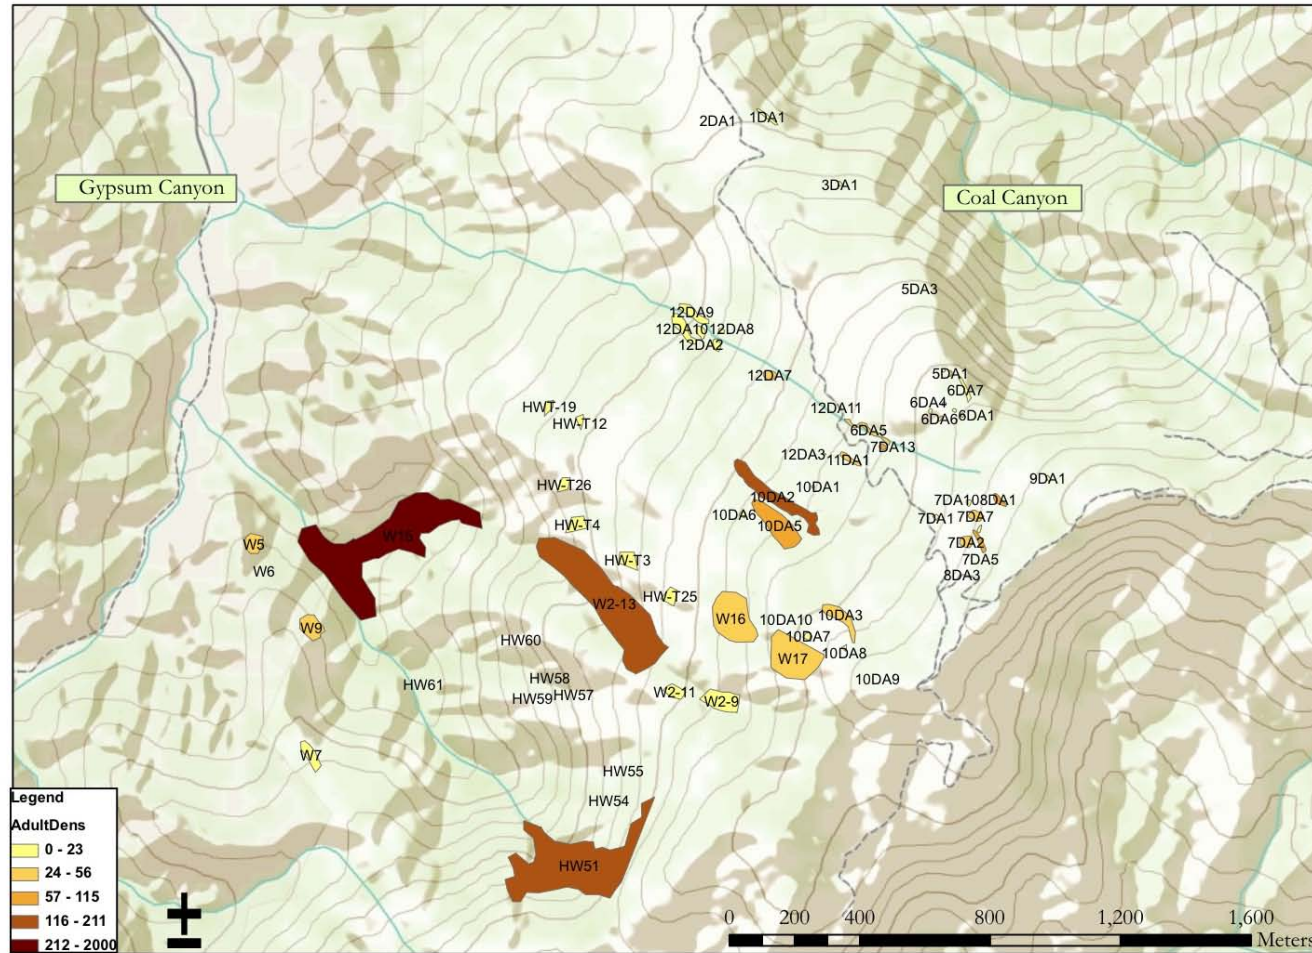 2DA1
1DA1
Gypsum Canyon
3DA1
Coal Canyon
5DA3
12DA9
12DA10
12DA8
12DA2
12DA7
5DA1
6DA7
HWT-19
12DA11
6DA4
HW-T12
6DA6
6DA1
6DA5
7DA13
12DA3
11DA1
9DA1
HW-T26
10DA1
10DA2
7DA10
8DA1
10DA6
7DA1
7DA7
HW-T4
10DA5
W15
W5
7DA2
HW-T3
7DA5
W6
8DA3
HW-T25
W2-13
W16
10DA10
10DA3
W9
HW60
10DA7
10DA8
W17
HW58
10DA9
HW61
HW59
HW57
W2-11
W2-9
W7
HW55
HW54
HW51
Legend
AdultDens
0 - 23
24 - 56
57 - 115
116 - 211
212 - 2000
0 200 400 800 1,200 1,600
Meters